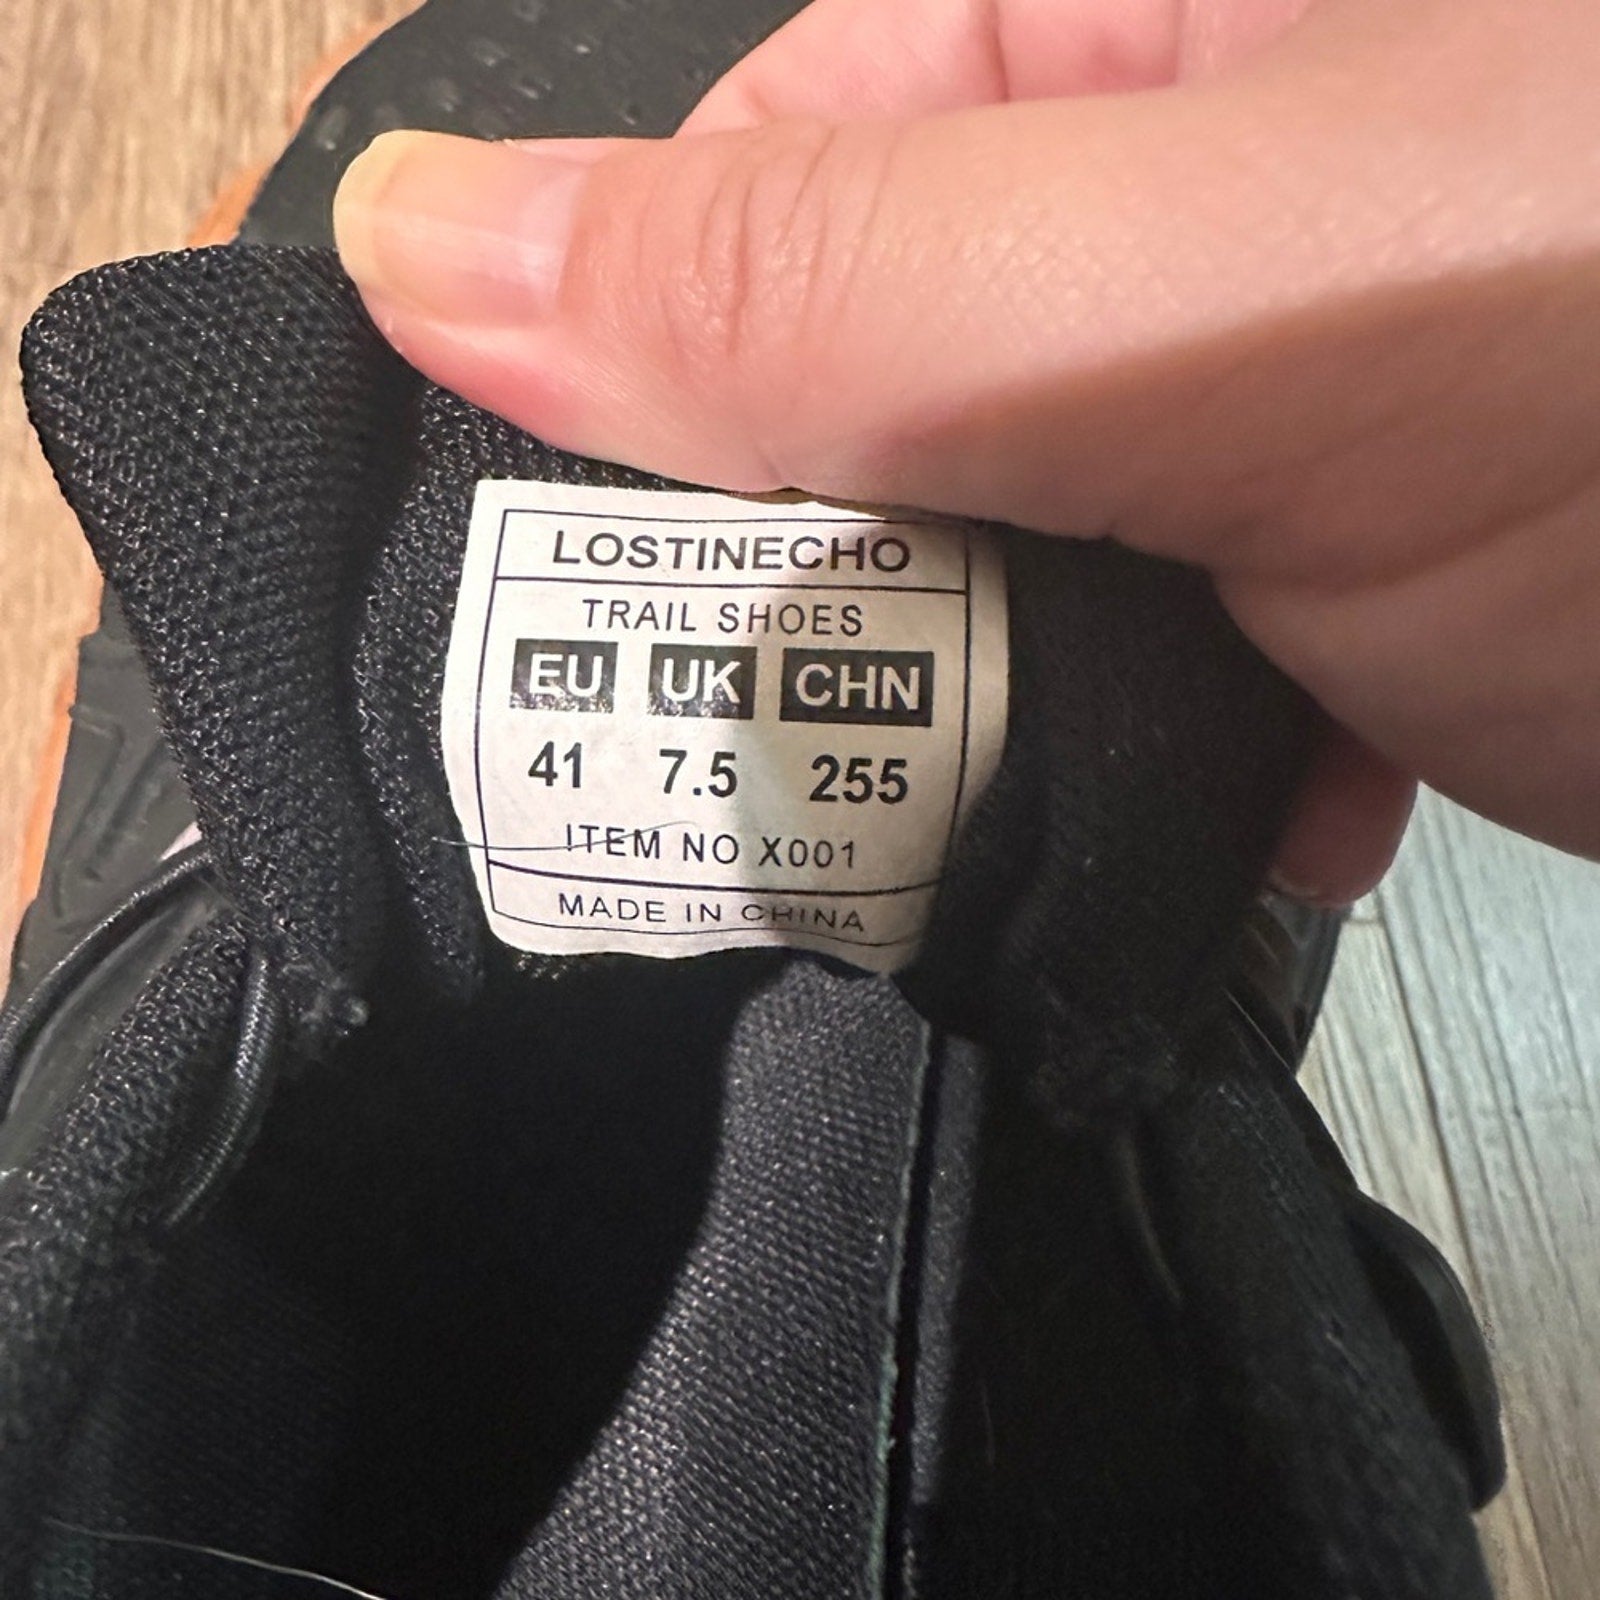 LOSTINECHO
TRAIL SHOES
EU UK CHN
41 7.5 255
ITEM NO X001
MADE IN CHINA